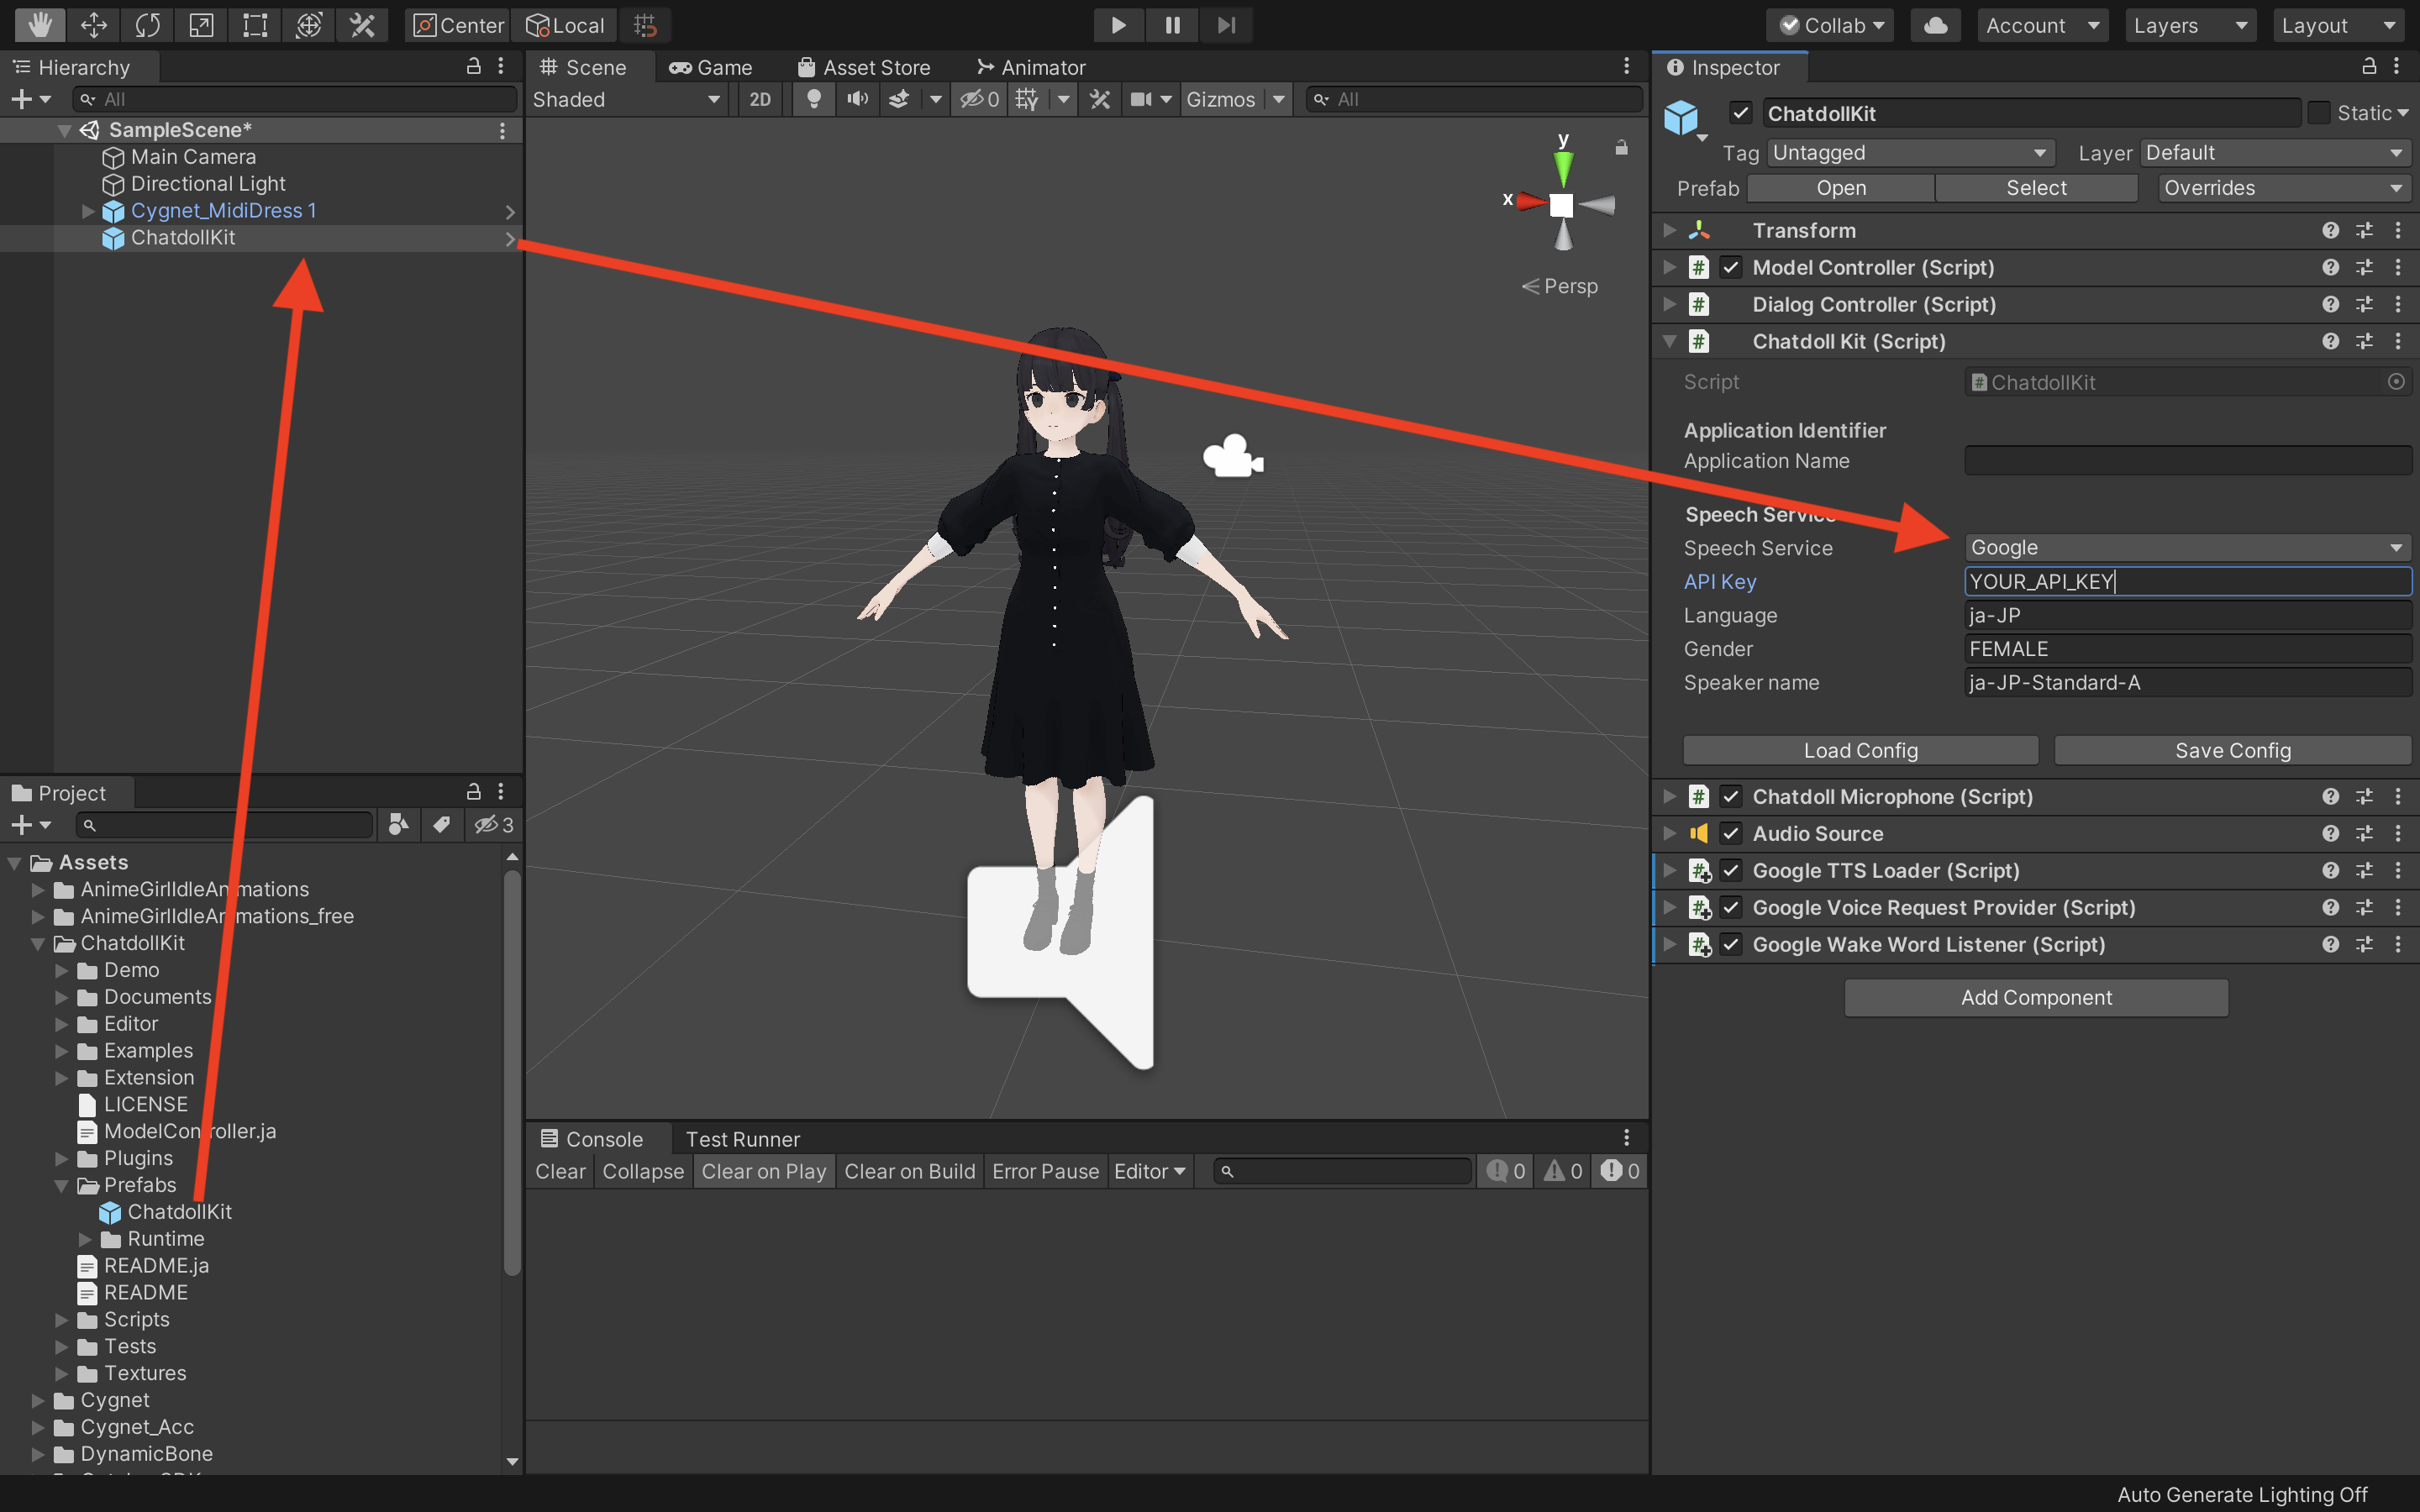 Center Local Collab Account Layers Layout
Hierarchy
All
SampleScene*
Main Camera
Directional Light
Cygnet_MidiDress 1
ChatdollKit
Project
3
Assets
AnimeGirlIdleAnimations
AnimeGirlIdleAnimations_free
ChatdollKit
Demo
Documents
Editor
Examples
Extension
LICENSE
ModelController.ja
Plugins
Prefabs
ChatdollKit
Runtime
README.ja
README
Scripts
Tests
Textures
Cygnet
Cygnet_Acc
DynamicBone
Scene Game Asset Store Animator
Shaded 2D 0 Gizmos All
y
x
Persp
Console Test Runner
Clear Collapse Clear on Play Clear on Build Error Pause Editor 0 0 0
Inspector
ChatdollKit Static
Tag Untagged Layer Default
Prefab Open Select Overrides
Transform
Model Controller (Script)
Dialog Controller (Script)
Chatdoll Kit (Script)
Script ChatdollKit
Application Identifier
Application Name
Speech Service
Speech Service Google
API Key YOUR_API_KEY
Language ja-JP
Gender FEMALE
Speaker name ja-JP-Standard-A
Load Config Save Config
Chatdoll Microphone (Script)
Audio Source
Google TTS Loader (Script)
Google Voice Request Provider (Script)
Google Wake Word Listener (Script)
Add Component
Auto Generate Lighting Off